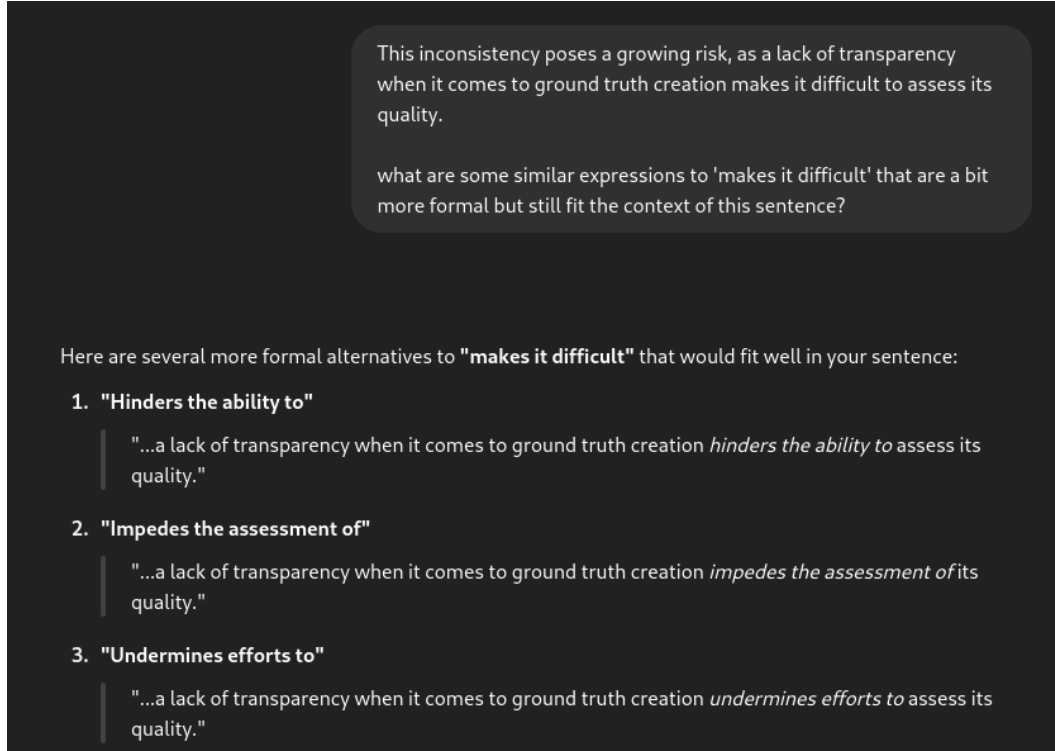 This inconsistency poses a growing risk, as a lack of transparency
when it comes to ground truth creation makes it difficult to assess its
quality.
what are some similar expressions to 'makes it difficult' that are a bit
more formal but still fit the context of this sentence?
Here are several more formal alternatives to "makes it difficult" that would fit well in your sentence:
1. "Hinders the ability to"
"...a lack of transparency when it comes to ground truth creation hinders the ability to assess its
quality."
2. "Impedes the assessment of"
"...a lack of transparency when it comes to ground truth creation impedes the assessment of its
quality."
3. "Undermines efforts to"
"...a lack of transparency when it comes to ground truth creation undermines efforts to assess its
quality."